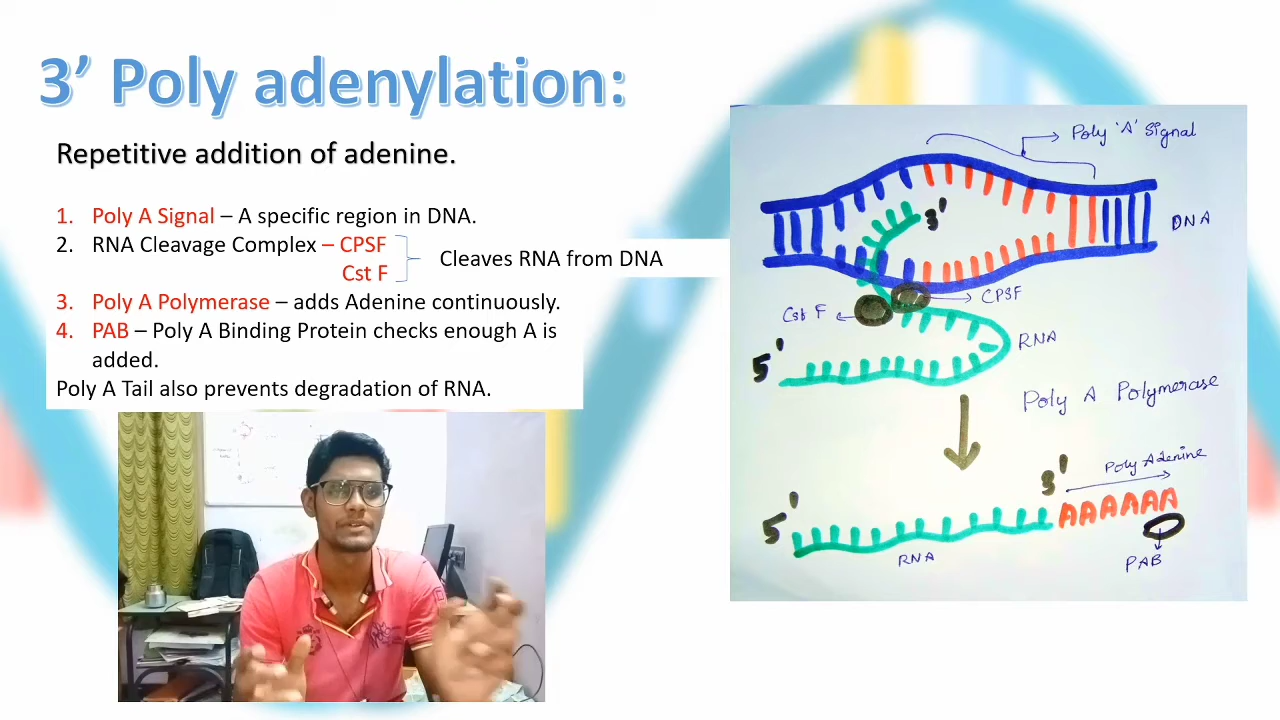 3’ Poly adenylation:
Repetitive addition of adenine.
1. Poly A Signal – A specific region in DNA.
2. RNA Cleavage Complex – CPSF
Cst F
Cleaves RNA from DNA
3. Poly A Polymerase – adds Adenine continuously.
4. PAB – Poly A Binding Protein checks enough A is
added.
Poly A Tail also prevents degradation of RNA.
Poly 'A' Signal
3'
DNA
CPSF
Cst F
RNA
5'
Poly A Polymerase
Poly Adenine
3'
AAAAAA
5'
RNA
PAB